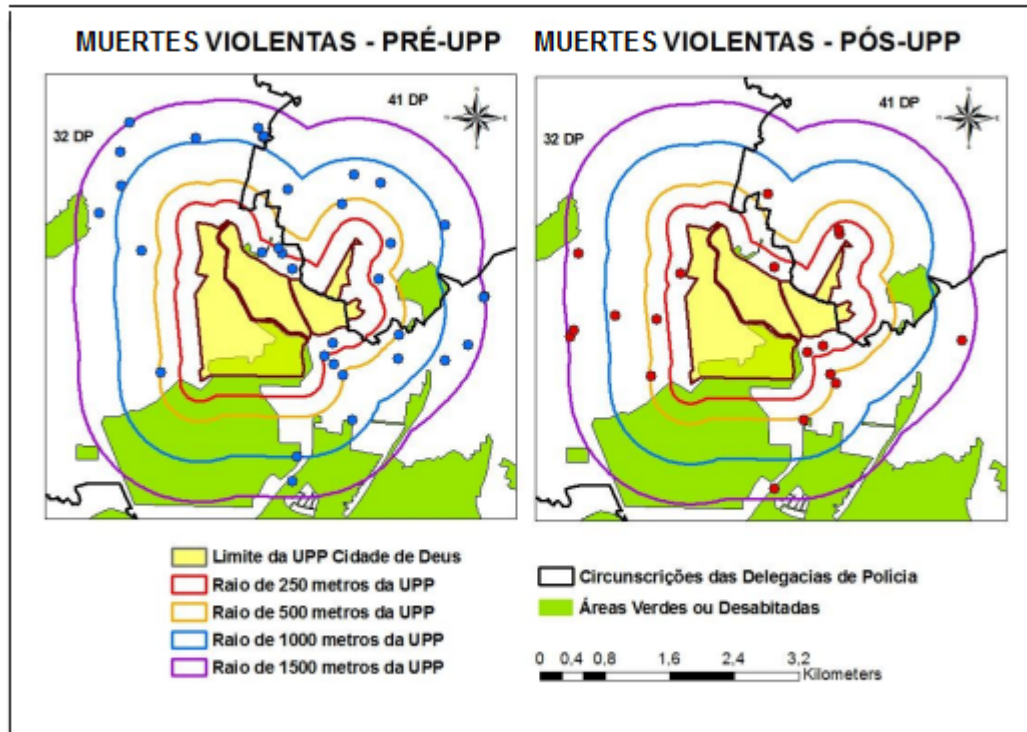 MUERTES VIOLENTAS - PRÉ-UPP
MUERTES VIOLENTAS - PÓS-UPP
41 DP
32 DP
41 DP
32 DP
Limite da UPP Cidade de Deus
Raio de 250 metros da UPP
Raio de 500 metros da UPP
Raio de 1000 metros da UPP
Raio de 1500 metros da UPP
Circunscrições das Delegacias de Policia
Áreas Verdes ou Desabitadas
0 0,4 0,8 1,6 2,4 3,2
Kilometers